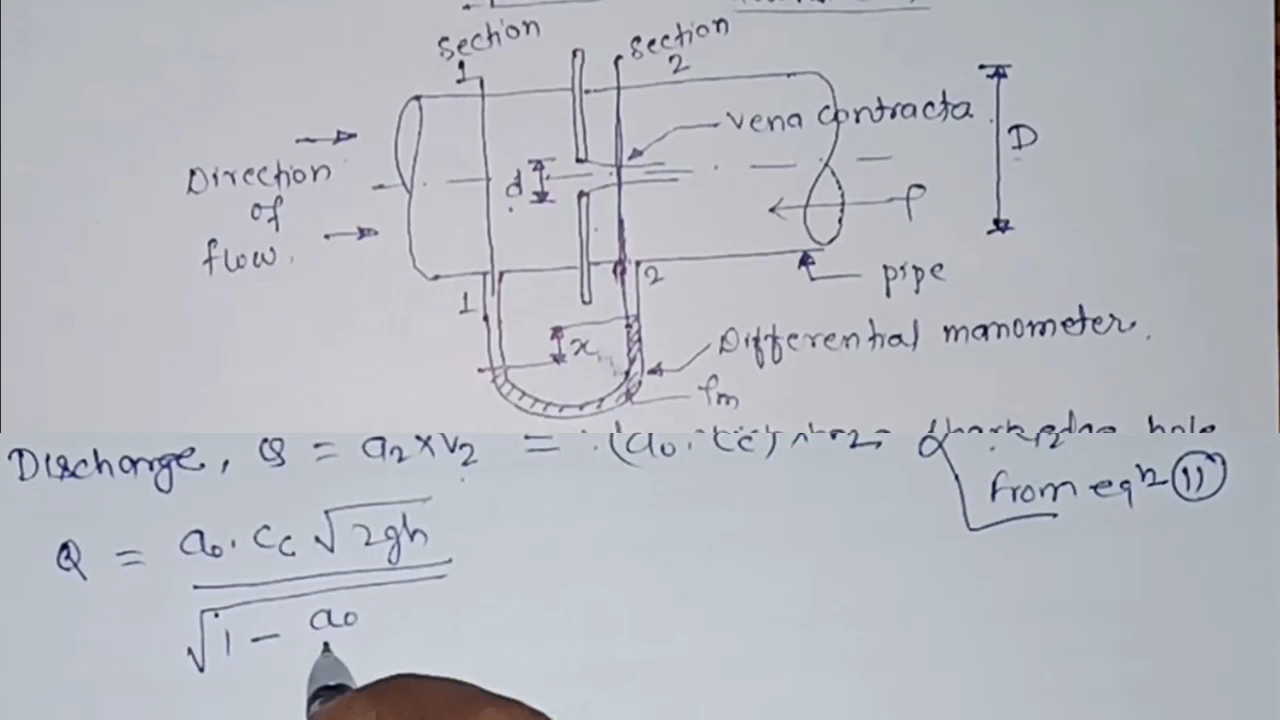 section
section
1
2
vena contracta
D
Direction
of
flow.
d
P
pipe
1
2
x
Differential manometer.
Pm
Discharge, Q = a2 x v2 =
from eqn 11
Q = a0 . Cc √2gh
√1 - a0